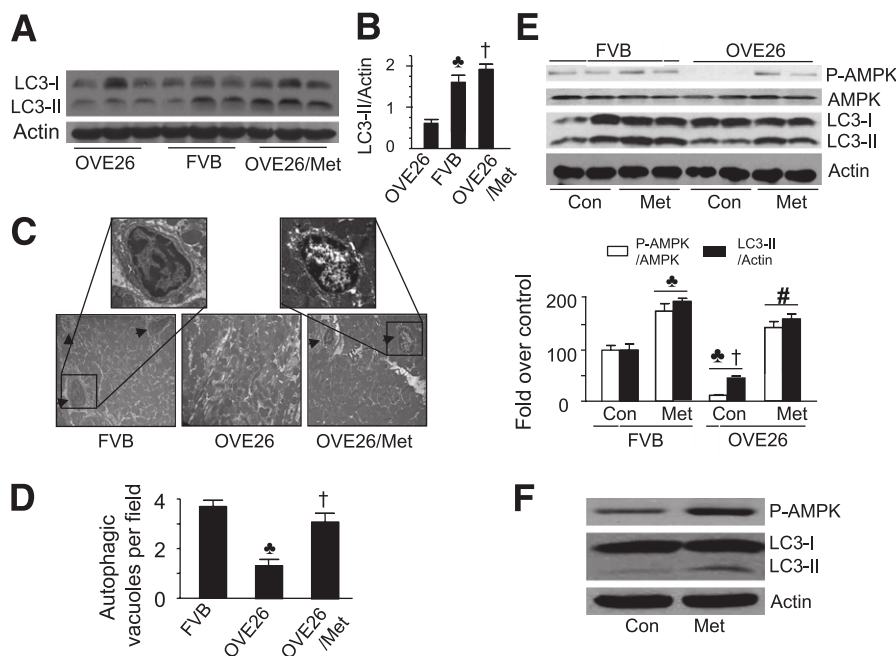 A
LC3-I
LC3-II
Actin
OVE26 FVB OVE26/Met
B
LC3-II/Actin
2
1
0
OVE26
FVB
OVE26
/Met
♣
†
C
FVB OVE26 OVE26/Met
D
Autophagic
vacuoles per field
4
2
0
FVB
OVE26
OVE26
/Met
♣
†
E
FVB OVE26
P-AMPK
AMPK
LC3-I
LC3-II
Actin
Con Met Con Met
P-AMPK
/AMPK
LC3-II
/Actin
Fold over control
200
100
0
♣
♣ †
#
Con Met Con Met
FVB OVE26
F
P-AMPK
LC3-I
LC3-II
Actin
Con Met